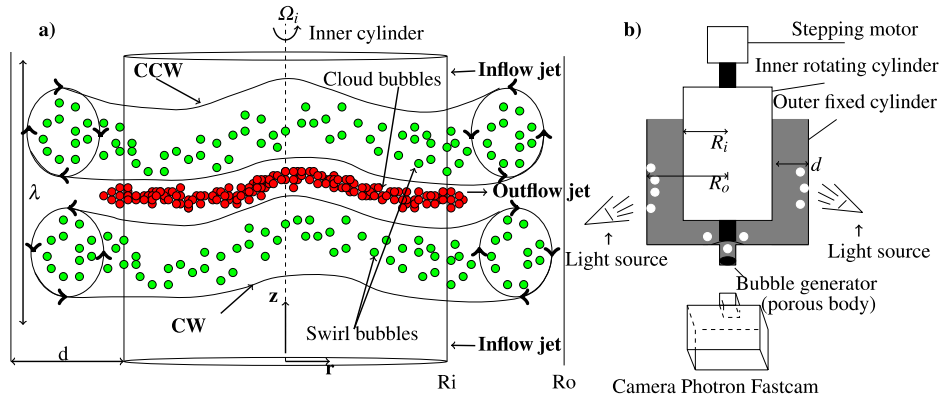 a)
Ω_i
Inner cylinder
CCW
Cloud bubbles
Inflow jet
λ
Outflow jet
CW
z
Swirl bubbles
Inflow jet
d
r
Ri
Ro
b)
Stepping motor
Inner rotating cylinder
Outer fixed cylinder
R_i
d
R_o
Light source
Light source
Bubble generator
(porous body)
Camera Photron Fastcam